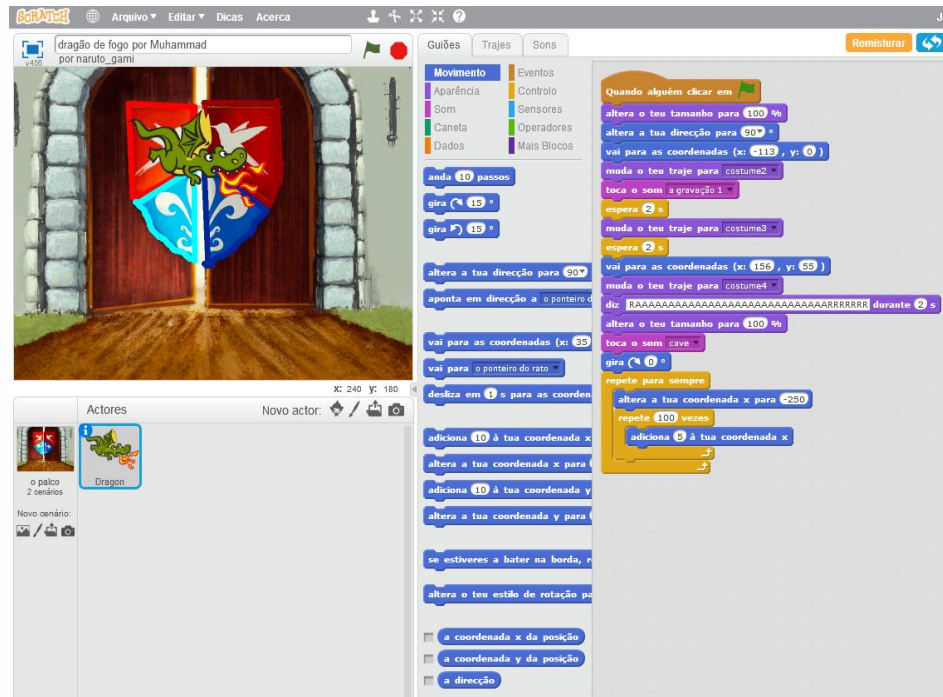 SCRATCH Arquivo Editar Dicas Acerca
v456
dragão de fogo por Muhammad
por naruto_gami
X: 240 y: 180
Actores
Novo actor:
o palco
2 cenários
Novo cenário:
Dragon
Guiões Trajes Sons
Movimento Eventos
Aparência Controlo
Som Sensores
Caneta Operadores
Dados Mais Blocos
anda 10 passos
gira 15 °
gira 15 °
altera a tua direcção para 90
aponta em direcção a o ponteiro d
vai para as coordenadas (x: 35
vai para o ponteiro do rato
desliza em 1 s para as coorden
adiciona 10 à tua coordenada x
altera a tua coordenada x para
adiciona 10 à tua coordenada y
altera a tua coordenada y para
se estiveres a bater na borda, r
altera o teu estilo de rotação pa
a coordenada x da posição
a coordenada y da posição
a direcção
Remisturar
Quando alguém clicar em
altera o teu tamanho para 100 %
altera a tua direcção para 90 °
vai para as coordenadas (x: -113 , y: 0 )
muda o teu traje para costume2
toca o som a gravação 1
espera 2 s
muda o teu traje para costume3
espera 2 s
vai para as coordenadas (x: 156 , y: 55 )
muda o teu traje para costume4
diz RAAAAAAAAAAAAAAAAAAAAAAAAAAAAAARRRRRRR durante 2 s
altera o teu tamanho para 100 %
toca o som cave
gira 0 °
repete para sempre
altera a tua coordenada x para -250
repete 100 vezes
adiciona 5 à tua coordenada x